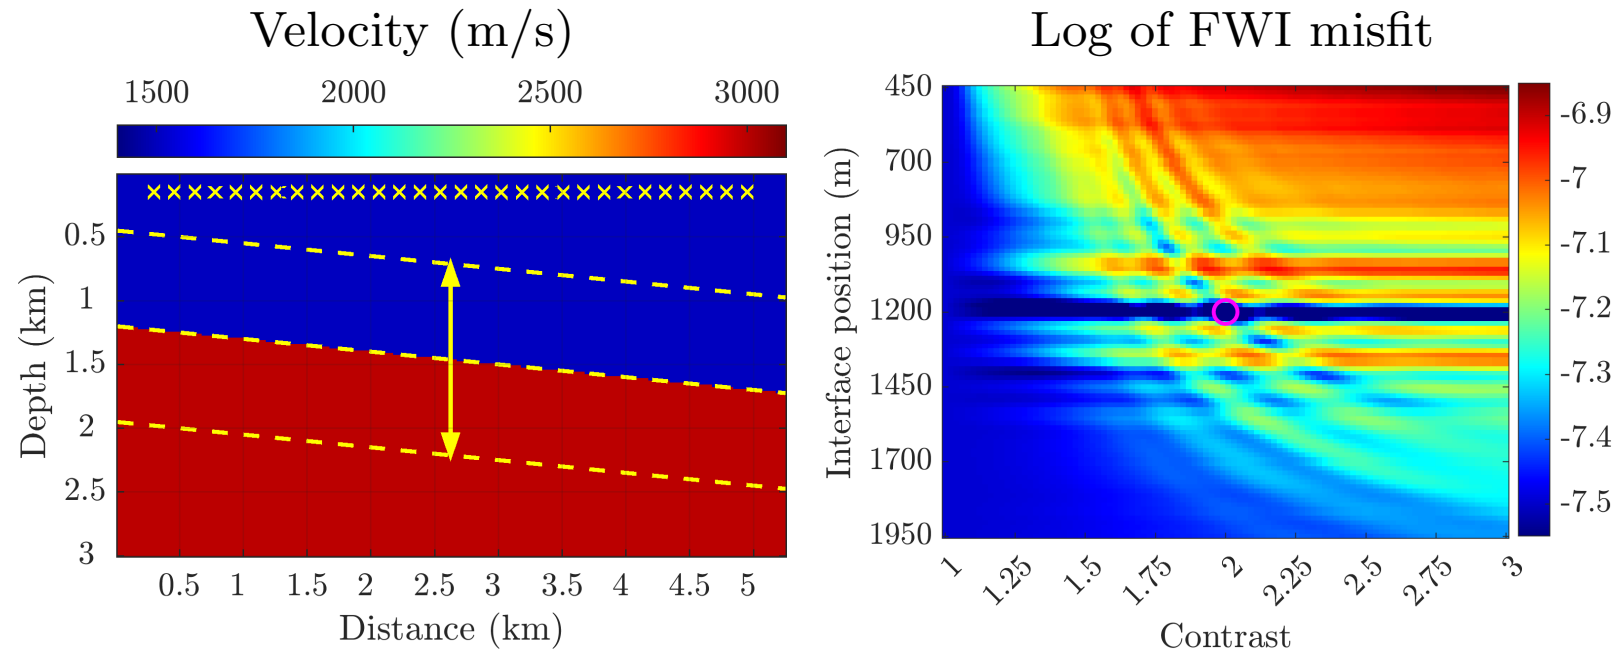 Velocity (m/s)
1500 2000 2500 3000
0.5
1
1.5
2
2.5
3
Depth (km)
0.5 1 1.5 2 2.5 3 3.5 4 4.5 5
Distance (km)
Log of FWI misfit
450
700
950
1200
1450
1700
1950
Interface position (m)
1 1.25 1.5 1.75 2 2.25 2.5 2.75 3
Contrast
-6.9
-7
-7.1
-7.2
-7.3
-7.4
-7.5